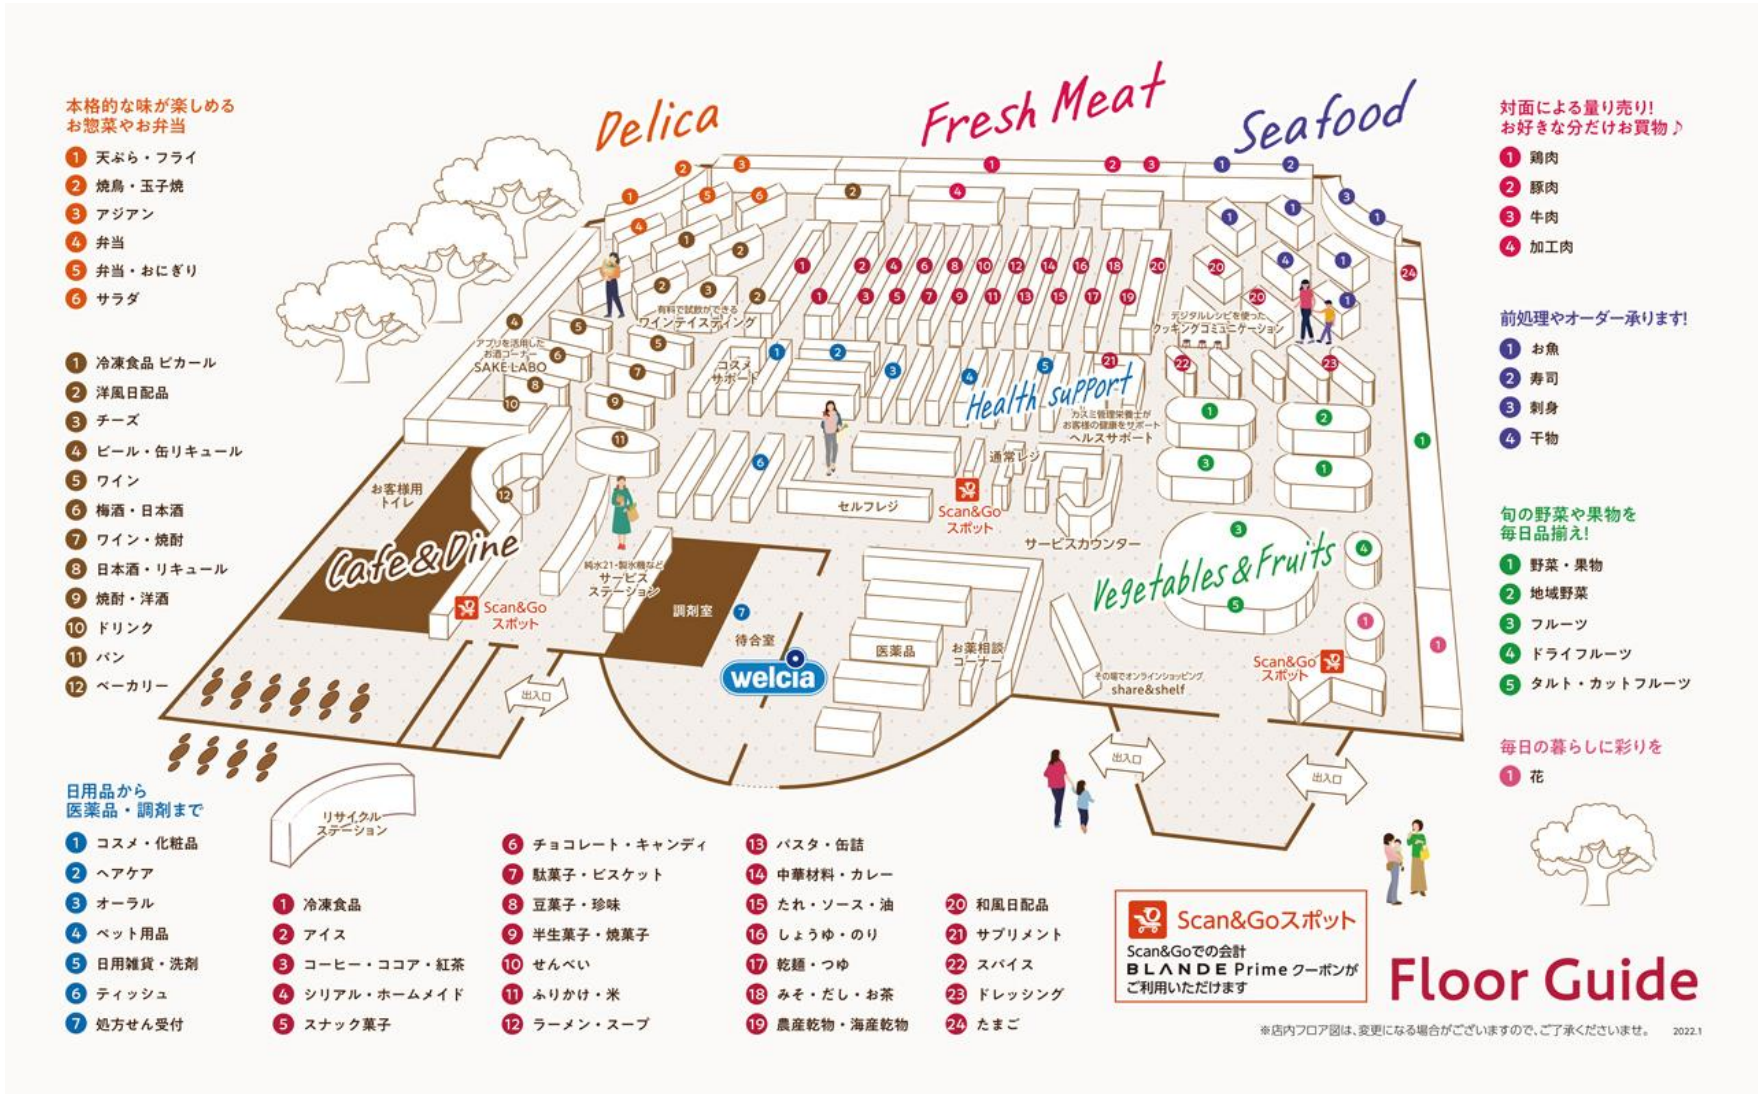 Delica
Fresh Meat
Seafood
本格的な味が楽しめる
お惣菜やお弁当
1 天ぷら・フライ
2 焼鳥・玉子焼
3 アジアン
4 弁当
5 弁当・おにぎり
6 サラダ
1 冷凍食品 ピカール
2 洋風日配品
3 チーズ
4 ビール・缶リキュール
5 ワイン
6 梅酒・日本酒
7 ワイン・焼酎
8 日本酒・リキュール
9 焼酎・洋酒
10 ドリンク
11 パン
12 ベーカリー
対面による量り売り!
お好きな分だけお買物♪
1 鶏肉
2 豚肉
3 牛肉
4 加工肉
前処理やオーダー承ります!
1 お魚
2 寿司
3 刺身
4 干物
旬の野菜や果物を
毎日品揃え!
1 野菜・果物
2 地域野菜
3 フルーツ
4 ドライフルーツ
5 タルト・カットフルーツ
毎日の暮らしに彩りを
1 花
有料で試飲ができる
ワインテイスティング
アプリを活用した
お酒コーナー
SAKE LABO
コスメ
サポート
デジタルレシピを使った
クッキングコミュニケーション
Health support
カスミ管理栄養士が
お客様の健康をサポート
ヘルスサポート
通常レジ
セルフレジ
Scan&Go
スポット
サービスカウンター
お客様用
トイレ
Cafe&Dine
純水21・製氷機など
サービス
ステーション
Scan&Go
スポット
調剤室
待合室
welcia
医薬品
お薬相談
コーナー
Vegetables & Fruits
Scan&Go
スポット
その場でオンラインショッピング
share&shelf
出入口
出入口
出入口
リサイクル
ステーション
日用品から
医薬品・調剤まで
1 コスメ・化粧品
2 ヘアケア
3 オーラル
4 ペット用品
5 日用雑貨・洗剤
6 ティッシュ
7 処方せん受付
1 冷凍食品
2 アイス
3 コーヒー・ココア・紅茶
4 シリアル・ホームメイド
5 スナック菓子
6 チョコレート・キャンディ
7 駄菓子・ビスケット
8 豆菓子・珍味
9 半生菓子・焼菓子
10 せんべい
11 ふりかけ・米
12 ラーメン・スープ
13 パスタ・缶詰
14 中華材料・カレー
15 たれ・ソース・油
16 しょうゆ・のり
17 乾麺・つゆ
18 みそ・だし・お茶
19 農産乾物・海産乾物
20 和風日配品
21 サプリメント
22 スパイス
23 ドレッシング
24 たまご
Scan&Goスポット
Scan&Goでの会計
BLANDE Prime クーポンが
ご利用いただけます
Floor Guide
※店内フロア図は、変更になる場合がございますので、ご了承くださいませ。 2022.1